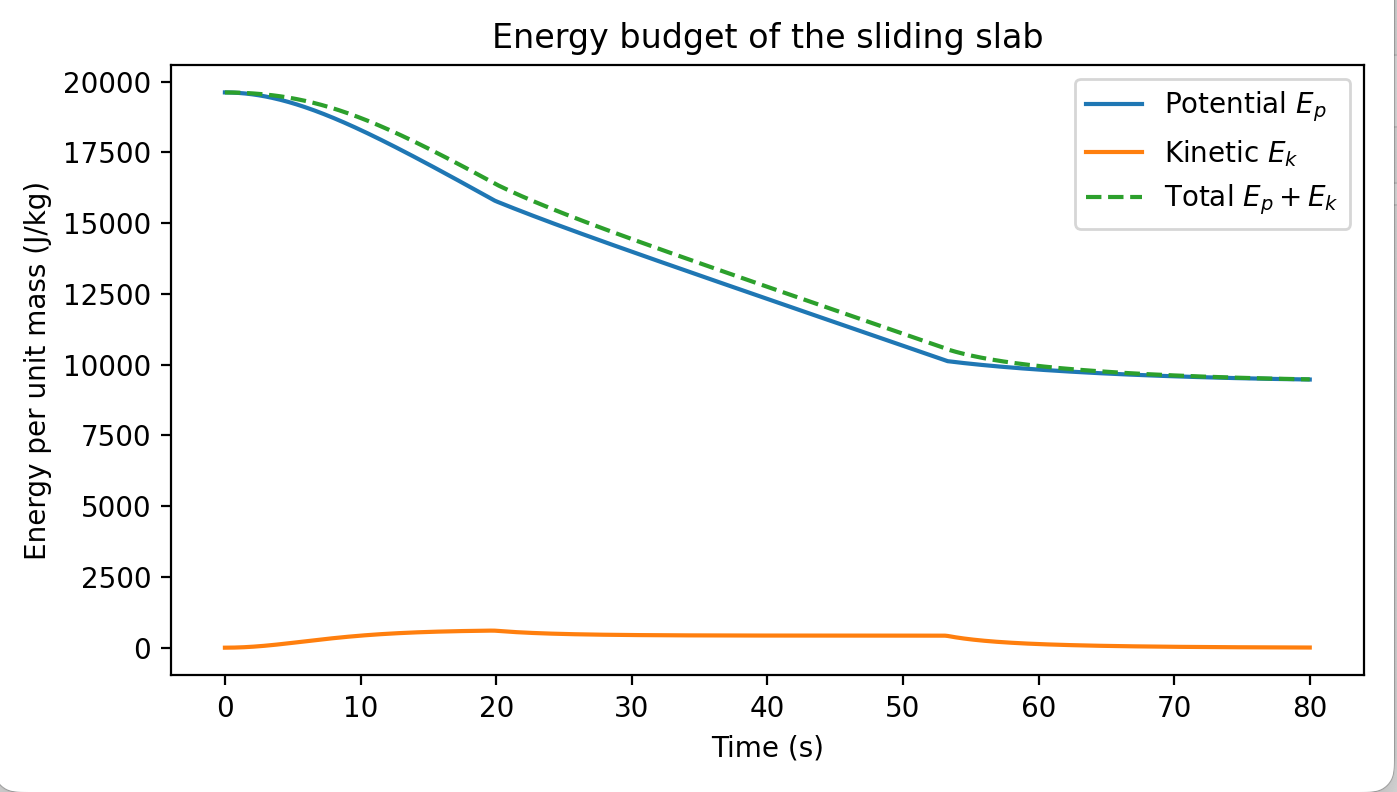 Energy budget of the sliding slab
Energy per unit mass (J/kg)
20000
17500
15000
12500
10000
7500
5000
2500
0
Potential E_p
Kinetic E_k
Total E_p + E_k
0 10 20 30 40 50 60 70 80
Time (s)